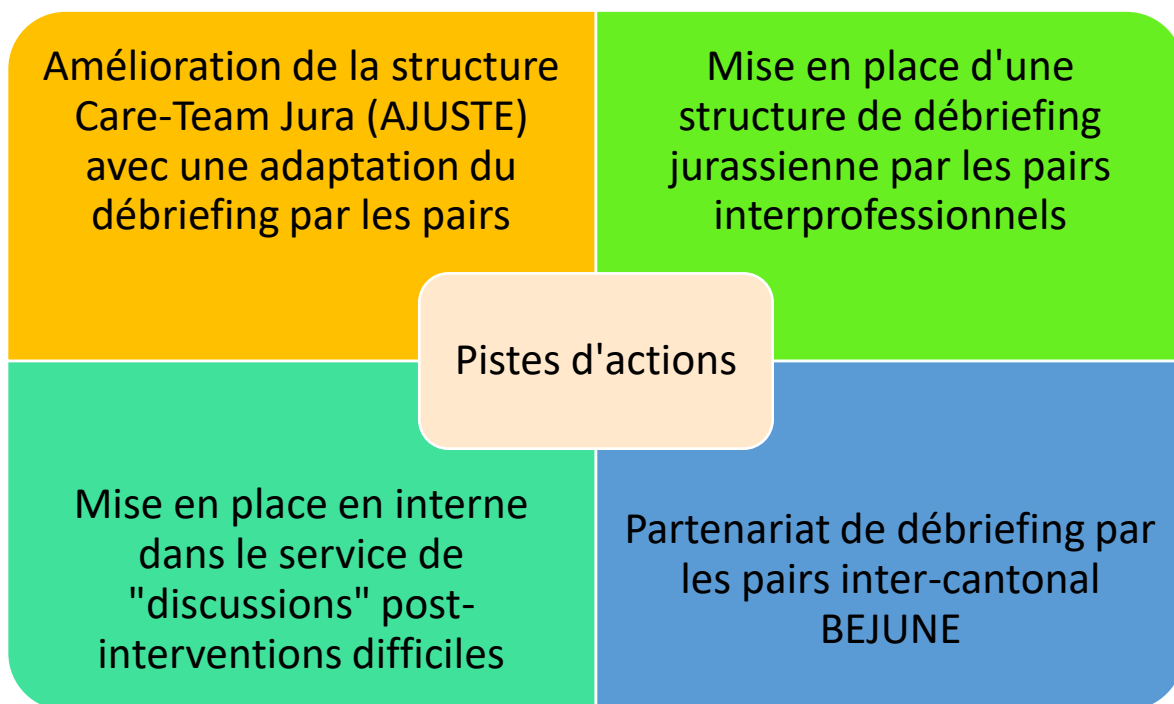 Amélioration de la structure
Care-Team Jura (AJUSTE)
avec une adaptation du
débriefing par les pairs
Mise en place d'une
structure de débriefing
jurassienne par les pairs
interprofessionnels
Pistes d'actions
Mise en place en interne
dans le service de
"discussions" post-
interventions difficiles
Partenariat de débriefing par
les pairs inter-cantonal
BEJUNE